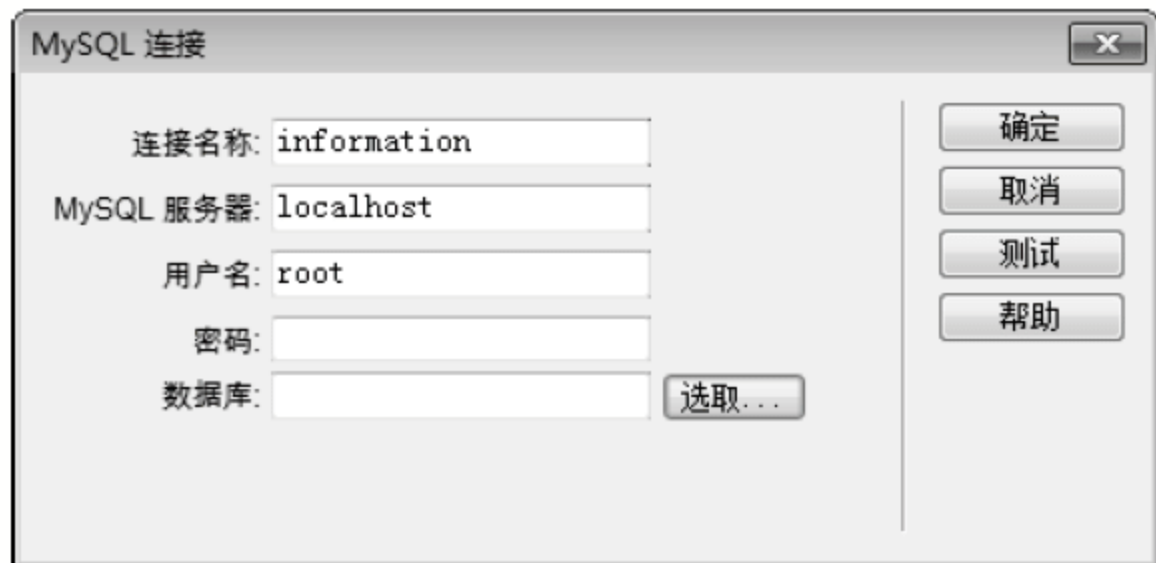 MySQL 连接
连接名称: information
MySQL 服务器: localhost
用户名: root
密码:
数据库:
选取...
确定
取消
测试
帮助